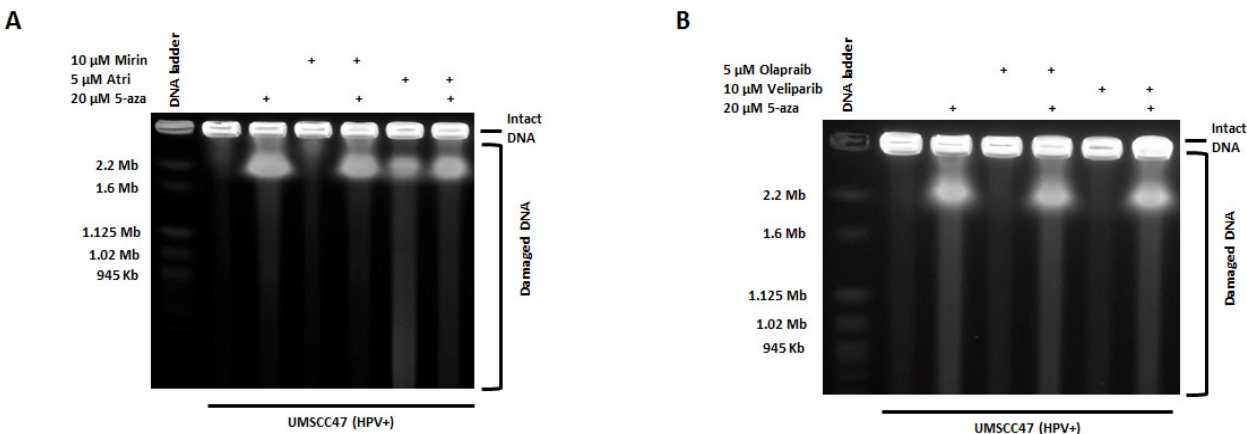 A
10 µM Mirin + +
5 µM Atri + +
20 µM 5-aza + + +
DNA ladder
Intact
DNA
2.2 Mb
1.6 Mb
1.125 Mb
1.02 Mb
945 Kb
Damaged DNA
UMSCC47 (HPV+)
B
5 µM Olapraib + +
10 µM Veliparib + +
20 µM 5-aza + + +
DNA ladder
Intact
DNA
2.2 Mb
1.6 Mb
1.125 Mb
1.02 Mb
945 Kb
Damaged DNA
UMSCC47 (HPV+)